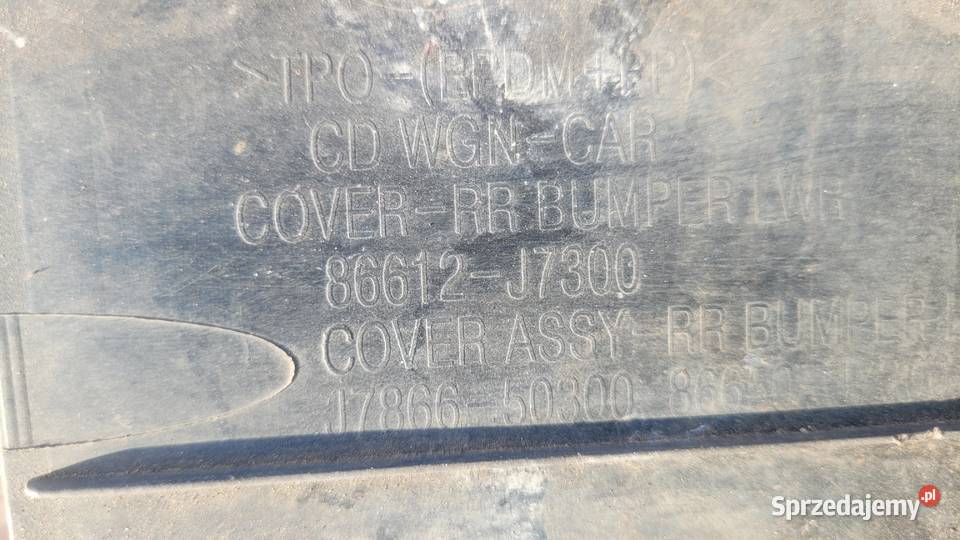 >TPO-(EPDM+PP)<
CD WGN-CAR
COVER-RR BUMPER LWR
86612-J7300
COVER ASSY-RR BUMPER
J7866-50300
Sprzedajemy.pl